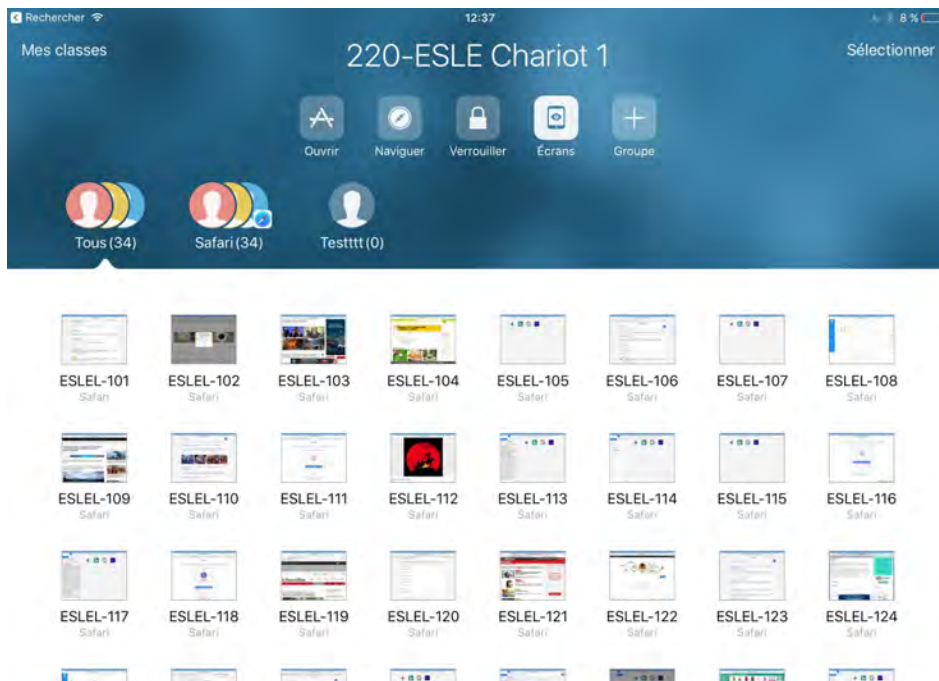 Rechercher 12:37 8 %
Mes classes 220-ESLE Chariot 1 Sélectionner
Ouvrir Naviguer Verrouiller Écrans Groupe
Tous (34) Safari (34) Testttt (0)
ESLEL-101 ESLEL-102 ESLEL-103 ESLEL-104 ESLEL-105 ESLEL-106 ESLEL-107 ESLEL-108
Safari Safari Safari Safari Safari Safari Safari Safari
ESLEL-109 ESLEL-110 ESLEL-111 ESLEL-112 ESLEL-113 ESLEL-114 ESLEL-115 ESLEL-116
Safari Safari Safari Safari Safari Safari Safari Safari
ESLEL-117 ESLEL-118 ESLEL-119 ESLEL-120 ESLEL-121 ESLEL-122 ESLEL-123 ESLEL-124
Safari Safari Safari Safari Safari Safari Safari Safari